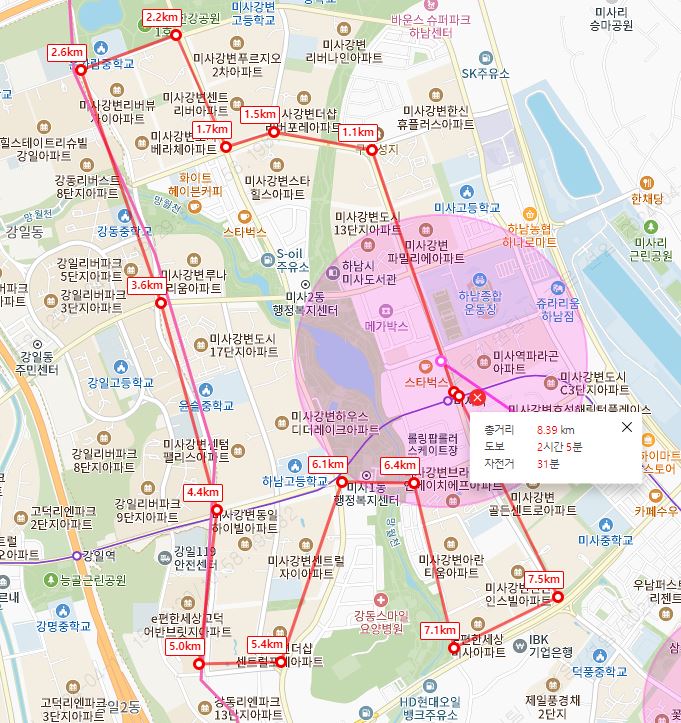 2.2km
한강공원
미사강변
고등학교
바운스 슈퍼파크
하남센터
미사리
승마공원
2.6km
중학교
미사강변푸르지오
2차아파트
미사강변
리버나인아파트
SK주유소
미사강변리버뷰
자이아파트
미사강변센트
리버아파트
1.5km
사강변더샵
버포레아파트
미사강변한신
휴플러스아파트
힐스테이트리슈빌
강일아파트
1.7km
베라체아파트
1.1km
성지
강동리버스트
8단지아파트
화이트
헤이븐커피
미사강변스타
힐스아파트
미사고등학교
한채당
망월천
망월천
강일동
강동중학교
스타벅스
미사강변도시
13단지아파트
하남농협
하나로마트
미사리
근린공원
강일리버파크
5단지아파트
S-oil
주유소
미사강변
파밀리에아파트
하남시
미사도서관
미사강변루나
리움아파트
3.6km
강일리버파크
3단지아파트
미사2동
행정복지센터
하남종합
운동장
쥬라리움
하남점
메가박스
강일동
주민센터
미사강변도시
17단지아파트
미사역파라곤
아파트
강일고등학교
스타벅스
미사강변도시
C3단지아파트
윤슬중학교
미사강변하우스
디더레이크아파트
미사강변호성해링턴플레이스
총거리 8.39 km
도보 2시간 5분
자전거 31분
강일리버파크
8단지아파트
미사강변센텀
팰리스아파트
롤링팝롤러
스케이트장
하이마트
스토어
6.1km
6.4km
하남고등학교
미사1동
행정복지센터
미사강변브라
에프아파트
고덕리엔파크
2단지아파트
강일리버파크
9단지아파트
4.4km
미사강변동일
하이빌아파트
미사강변
골든센트로아파트
카페수우
망월천
미사중학교
강일역
강일119
안전센터
미사강변센트럴
자이아파트
미사강변아란
티움아파트
능골근린공원
7.5km
인스빌아파트
우남퍼스트
리젠트
강명중학교
e편한세상고덕
어반브릿지아파트
강동스마일
요양병원
7.1km
편한세상
미사아파트
IBK
기업은행
5.0km
5.4km
더샵
센트럴포레아파트
덕풍중학교
강동리버스트
13단지아파트
고덕리엔파크
3단지아파트
HD현대오일
뱅크주유소
제일풍경채
2단지